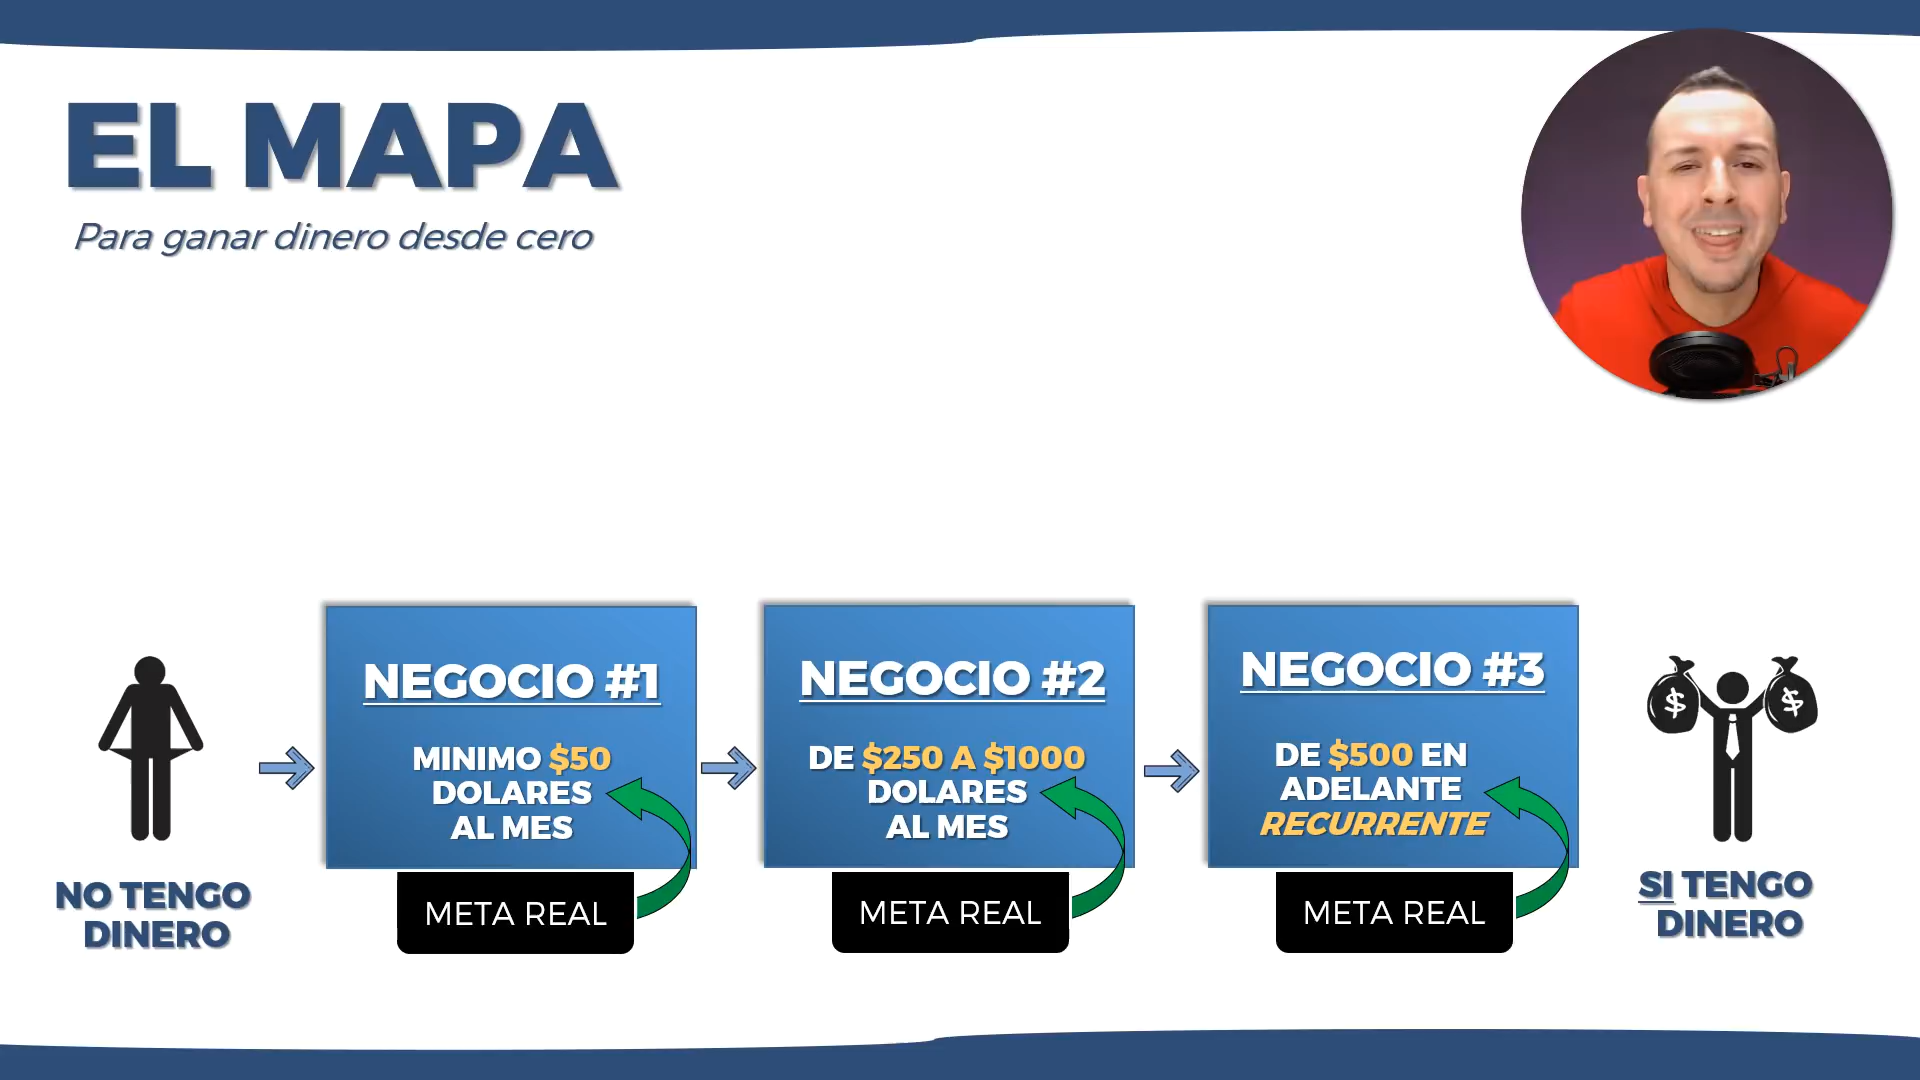 EL MAPA
Para ganar dinero desde cero
NO TENGO
DINERO
NEGOCIO #1
MINIMO $50
DOLARES
AL MES
META REAL
NEGOCIO #2
DE $250 A $1000
DOLARES
AL MES
META REAL
NEGOCIO #3
DE $500 EN
ADELANTE
RECURRENTE
META REAL
$ $
SI TENGO
DINERO